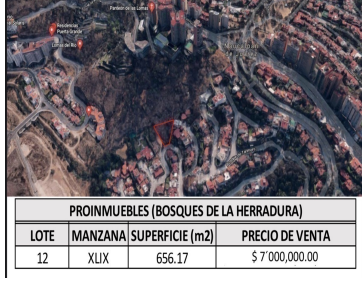 Panteón de las Lomas
Residencias
Puerta Grande
Lomas del Río
PROINMUEBLES (BOSQUES DE LA HERRADURA)
LOTE MANZANA SUPERFICIE (m2) PRECIO DE VENTA
12 XLIX 656.17 $ 7´000,000.00